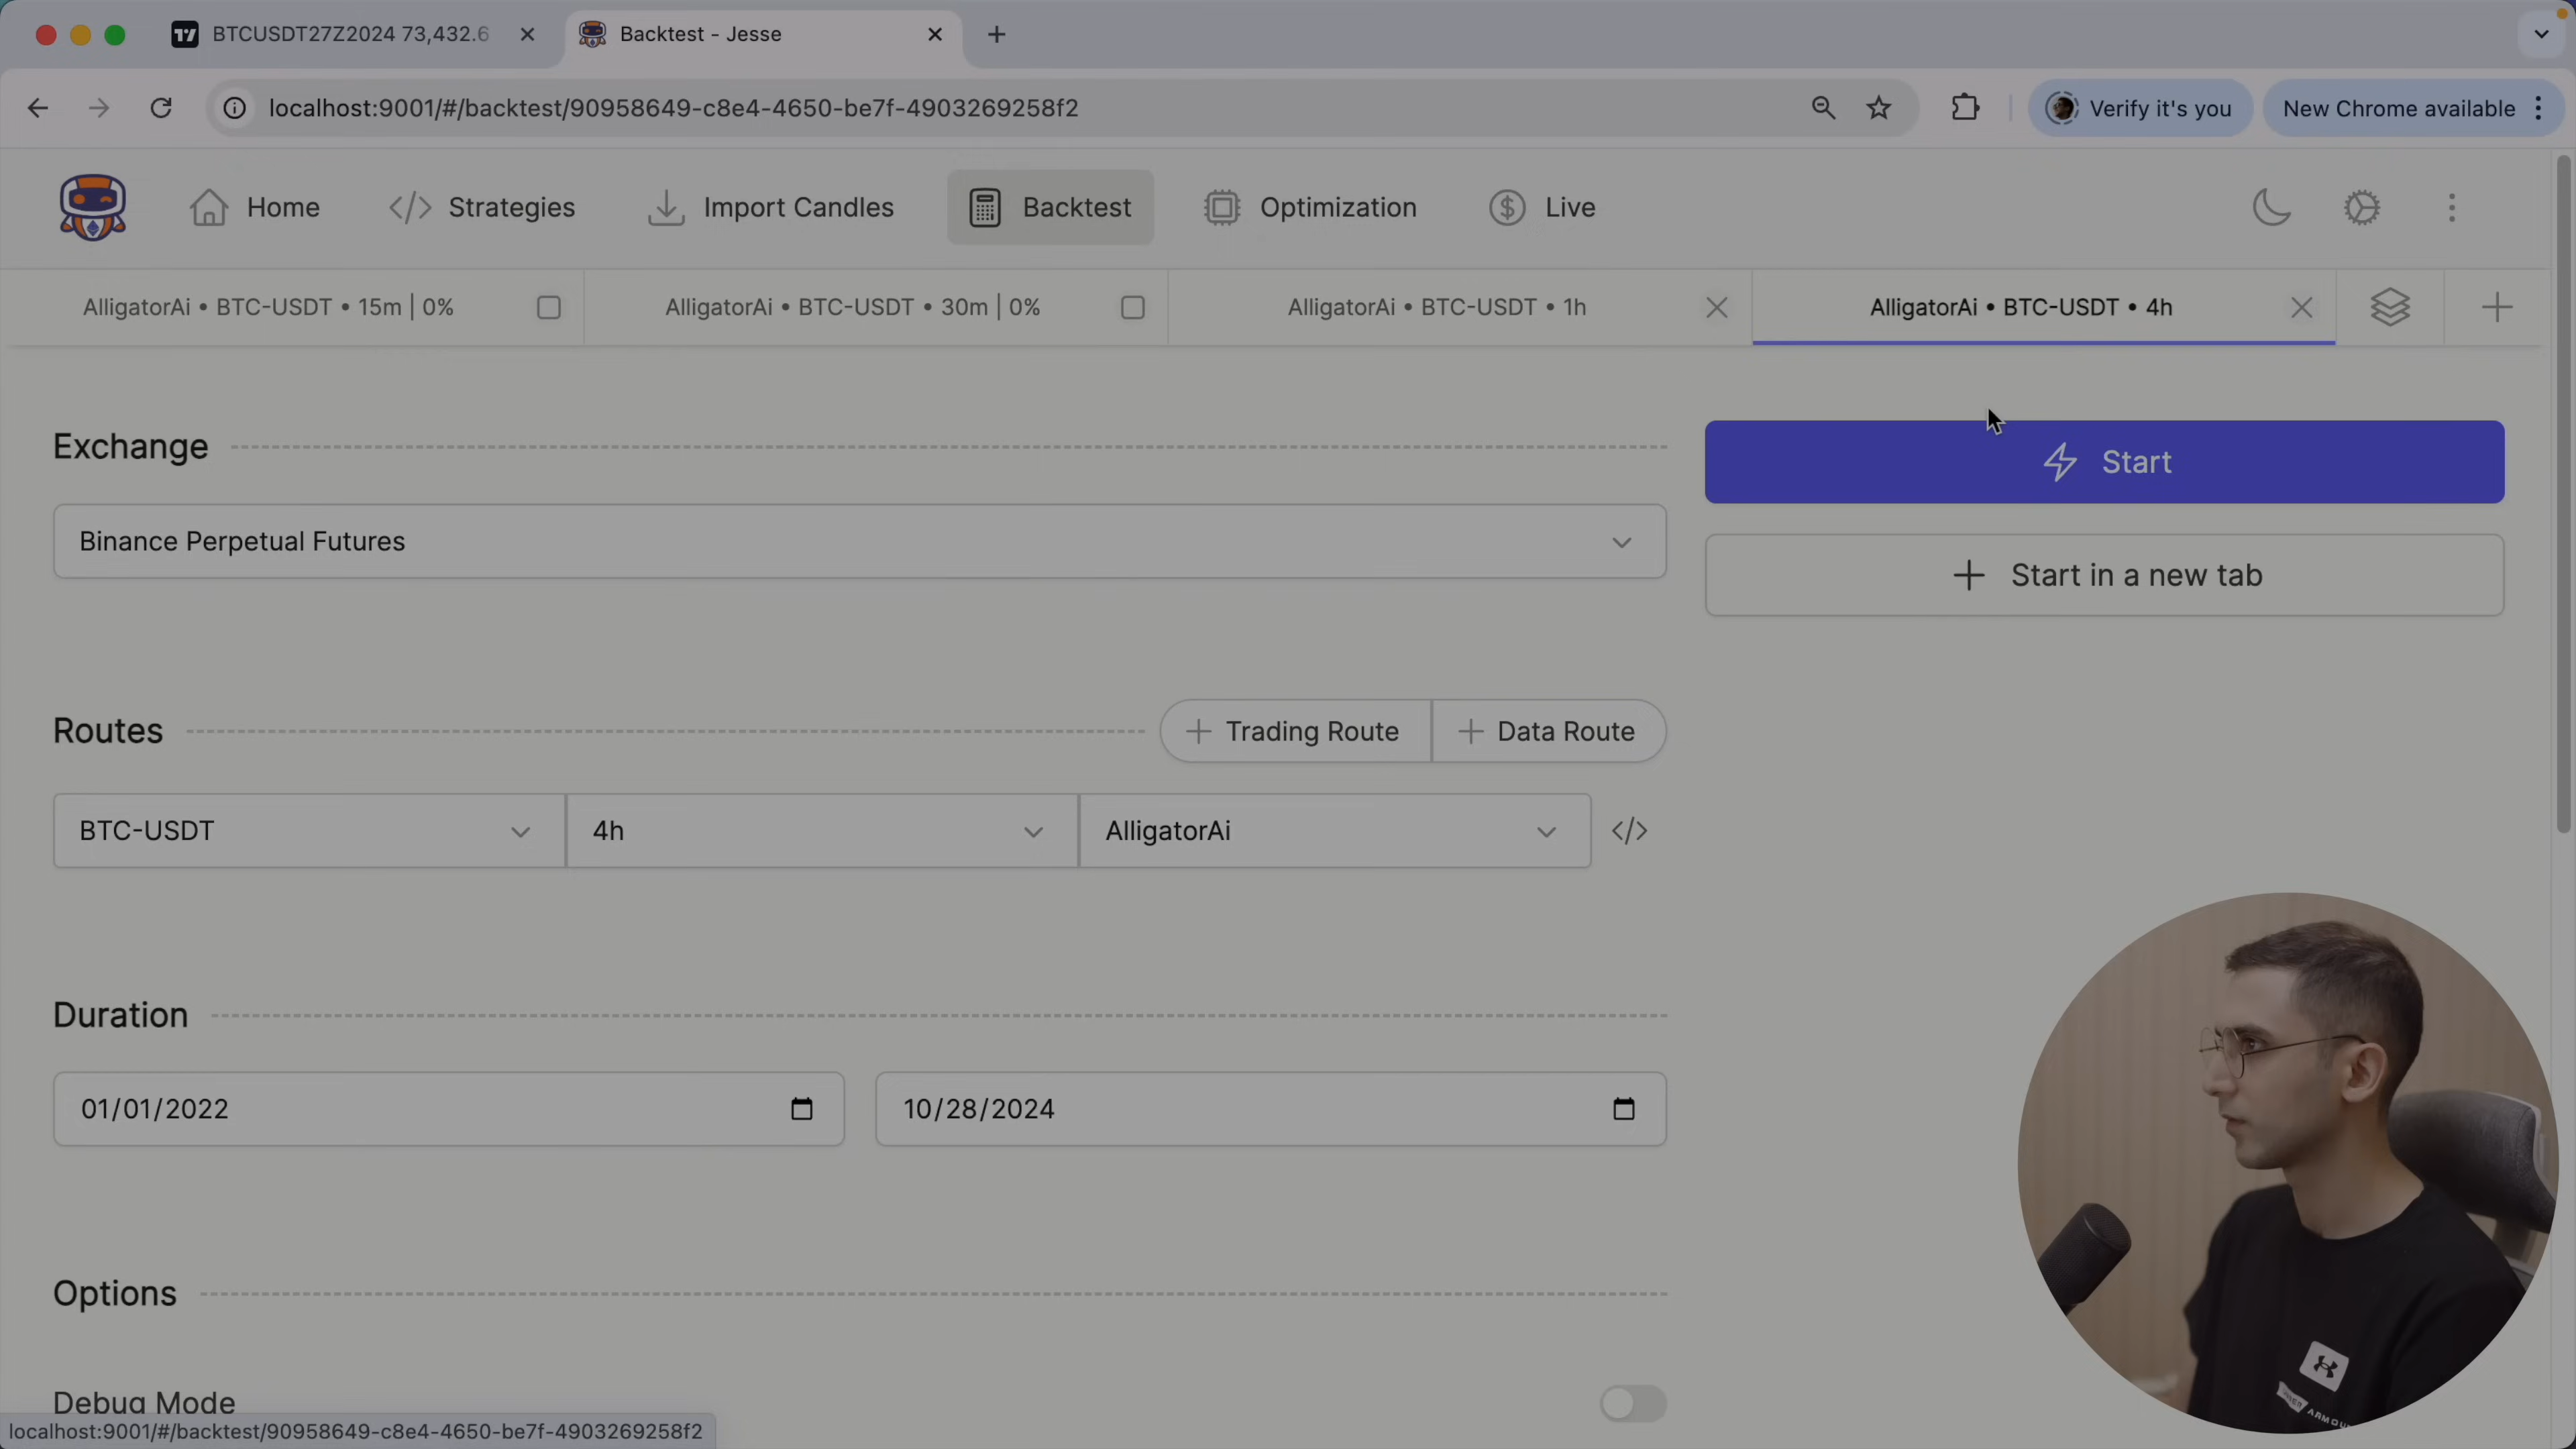 BTCUSDT27Z2024 73,432.6
Backtest - Jesse
localhost:9001/#/backtest/90958649-c8e4-4650-be7f-4903269258f2
Verify it's you
New Chrome available
Home
Strategies
Import Candles
Backtest
Optimization
Live
AlligatorAi • BTC-USDT • 15m | 0%
AlligatorAi • BTC-USDT • 30m | 0%
AlligatorAi • BTC-USDT • 1h
AlligatorAi • BTC-USDT • 4h
Exchange
Start
Binance Perpetual Futures
Start in a new tab
Routes
Trading Route
Data Route
BTC-USDT
4h
AlligatorAi
Duration
01/01/2022
10/28/2024
Options
Debug Mode
localhost:9001/#/backtest/90958649-c8e4-4650-be7f-4903269258f2